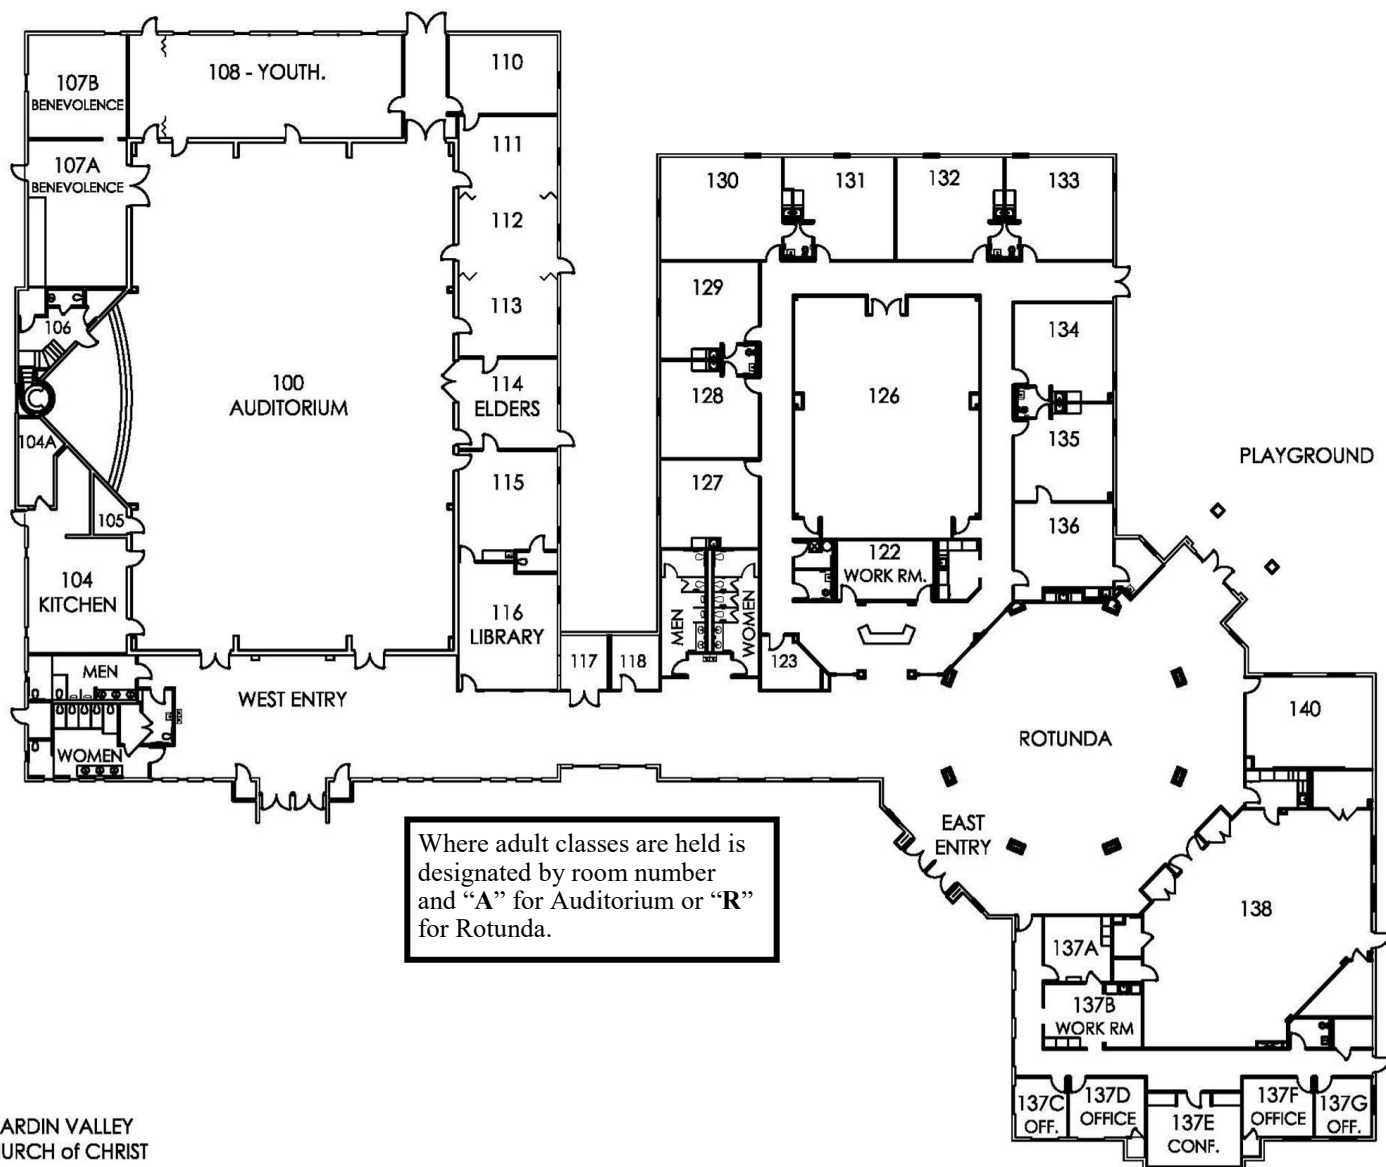 107B
BENEVOLENCE
108 - YOUTH.
110
107A
BENEVOLENCE
111
112
113
106
100
AUDITORIUM
114
ELDERS
104A
115
105
104
KITCHEN
116
LIBRARY
MEN
WOMEN
WEST ENTRY
117
118
130
131
132
133
129
128
127
126
134
135
136
122
WORK RM.
MEN
WOMEN
123
PLAYGROUND
ROTUNDA
140
EAST
ENTRY
138
137A
137B
WORK RM
137C
OFF.
137D
OFFICE
137E
CONF.
137F
OFFICE
137G
OFF.
Where adult classes are held is
designated by room number
and “A” for Auditorium or “R”
for Rotunda.
ARDIN VALLEY
URCH of CHRIST